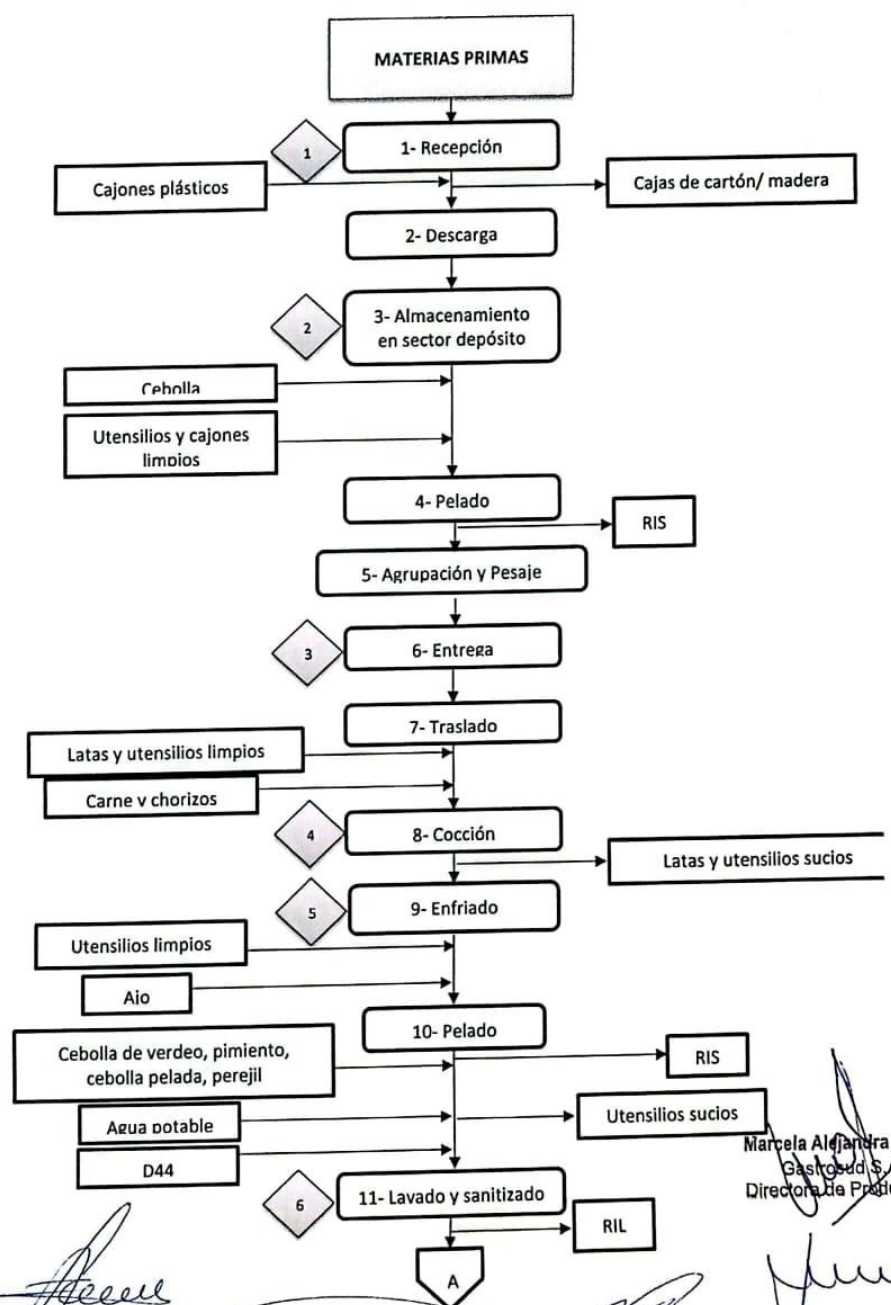 MATERIAS PRIMAS
1
1- Recepción
Cajones plásticos
Cajas de cartón/ madera
2- Descarga
2
3- Almacenamiento
en sector depósito
Cebolla
Utensilios y cajones
limpios
4- Pelado
RIS
5- Agrupación y Pesaje
3
6- Entrega
7- Traslado
Latas y utensilios limpios
Carne y chorizos
4
8- Cocción
Latas y utensilios sucios
5
9- Enfriado
Utensilios limpios
Ajo
10- Pelado
Cebolla de verdeo, pimiento,
cebolla pelada, perejil
RIS
Agua potable
Utensilios sucios
D44
Marcela Alejandra
Gastrosud S.A
Directora de Produ
6
11- Lavado y sanitizado
RIL
A